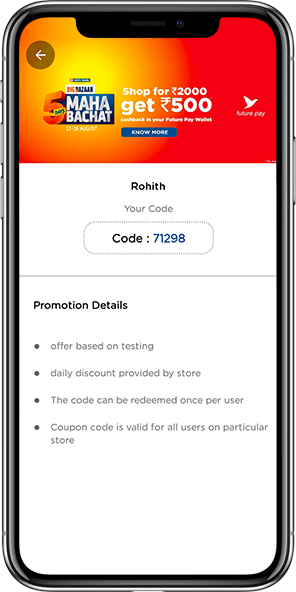 BIG BAZAAR
5 DAYS MAHA
BACHAT
12-16 AUGUST
Shop for ₹2000
get ₹500*
cashback in your Future Pay Wallet
KNOW MORE
future pay
Rohith
Your Code
Code : 71298
Promotion Details
offer based on testing
daily discount provided by store
The code can be redeemed once per user
Coupon code is valid for all users on particular
store